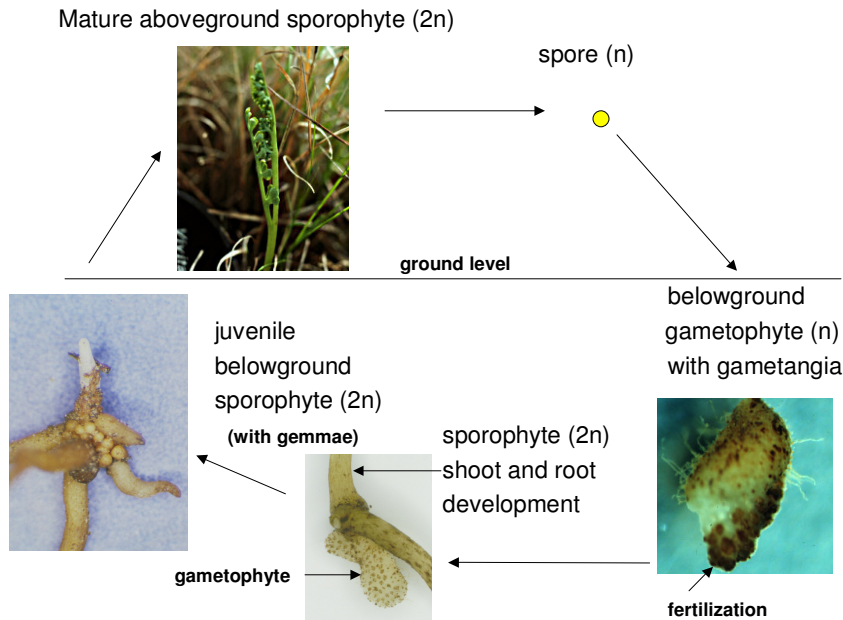 Mature aboveground sporophyte (2n)
spore (n)
ground level
belowground
gametophyte (n)
with gametangia
juvenile
belowground
sporophyte (2n)
(with gemmae)
sporophyte (2n)
shoot and root
development
gametophyte
fertilization